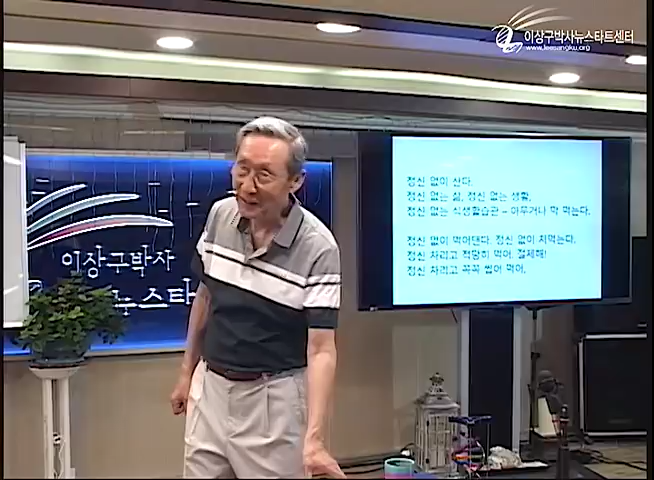 이상구박사뉴스타트센터
www.leesangku.org
정신 없이 산다.
정신 없는 삶, 정신 없는 생활,
정신 없는 식생활습관 - 아무거나 막 먹는다.
정신 없이 먹어댄다. 정신 없이 처먹는다.
정신 차리고 적당히 먹어. 절제해!
정신 차리고 꼭꼭 씹어 먹어,
이상구박사
뉴스타